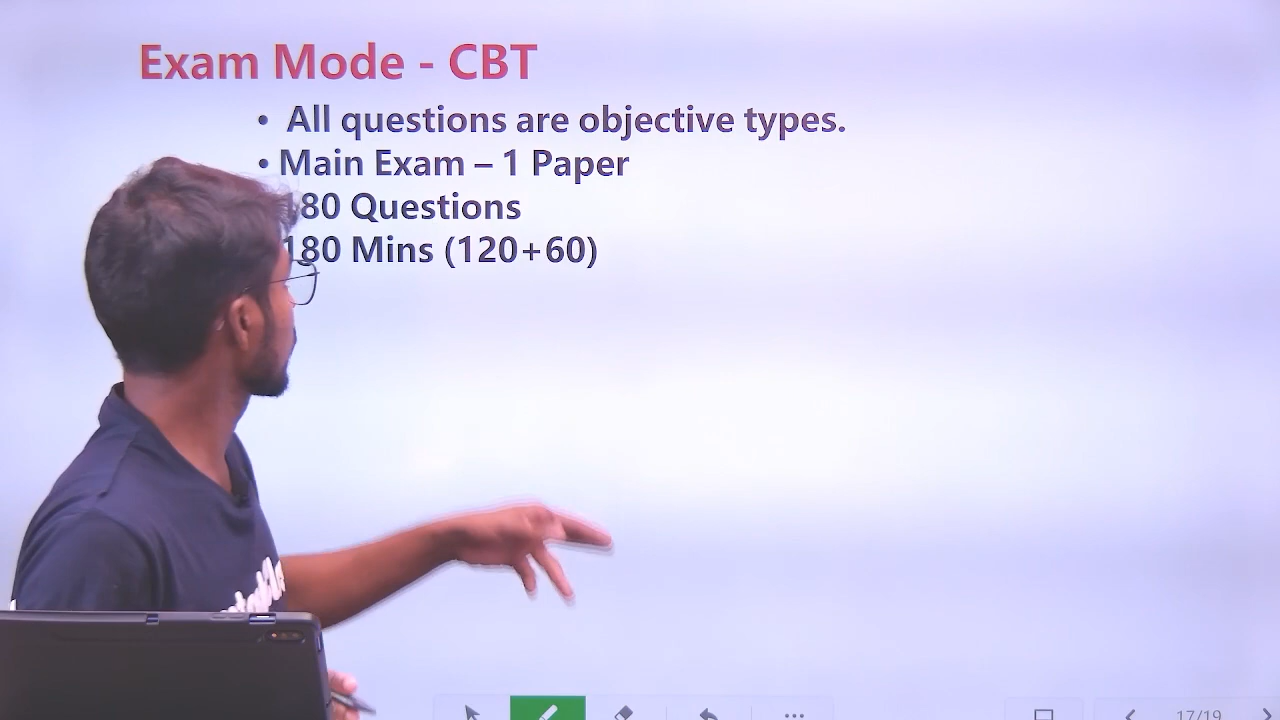 Exam Mode - CBT
• All questions are objective types.
• Main Exam – 1 Paper
180 Questions
180 Mins (120+60)
17/19